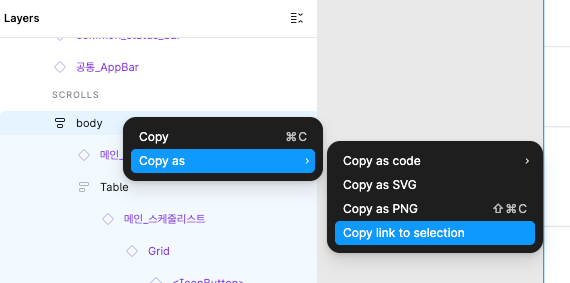 Layers
common_status_bar
공통_AppBar
SCROLLS
body
Copy ⌘C
Copy as
메인_
Table
메인_스케줄리스트
Grid
<IconButton>
Copy as code
Copy as SVG
Copy as PNG ⇧⌘C
Copy link to selection